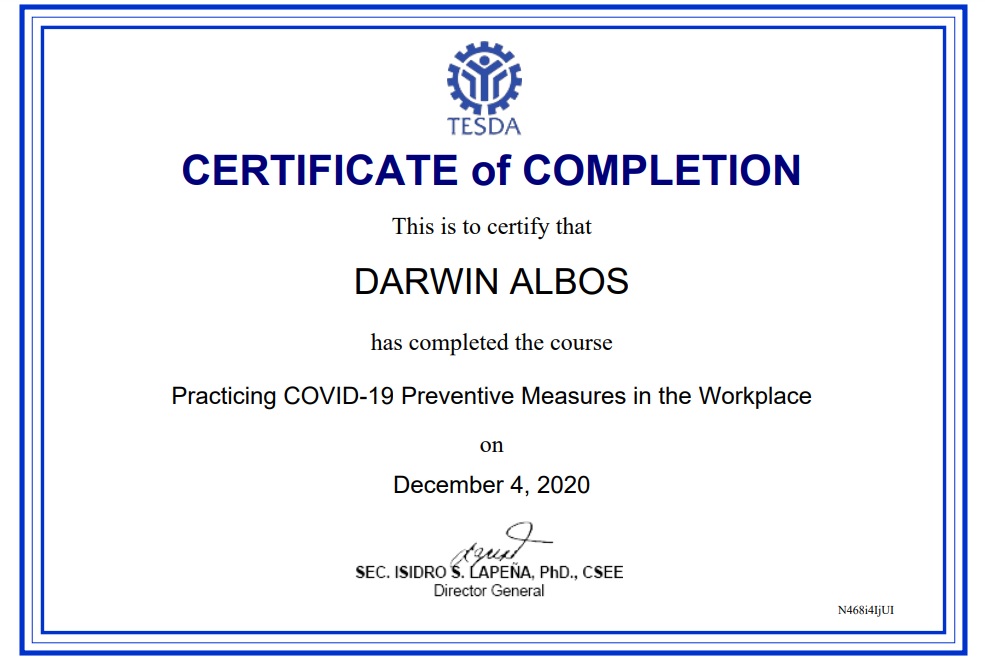 TESDA
CERTIFICATE of COMPLETION
This is to certify that
DARWIN ALBOS
has completed the course
Practicing COVID-19 Preventive Measures in the Workplace
on
December 4, 2020
SEC. ISIDRO S. LAPEÑA, PhD., CSEE
Director General
N468i4IjUI